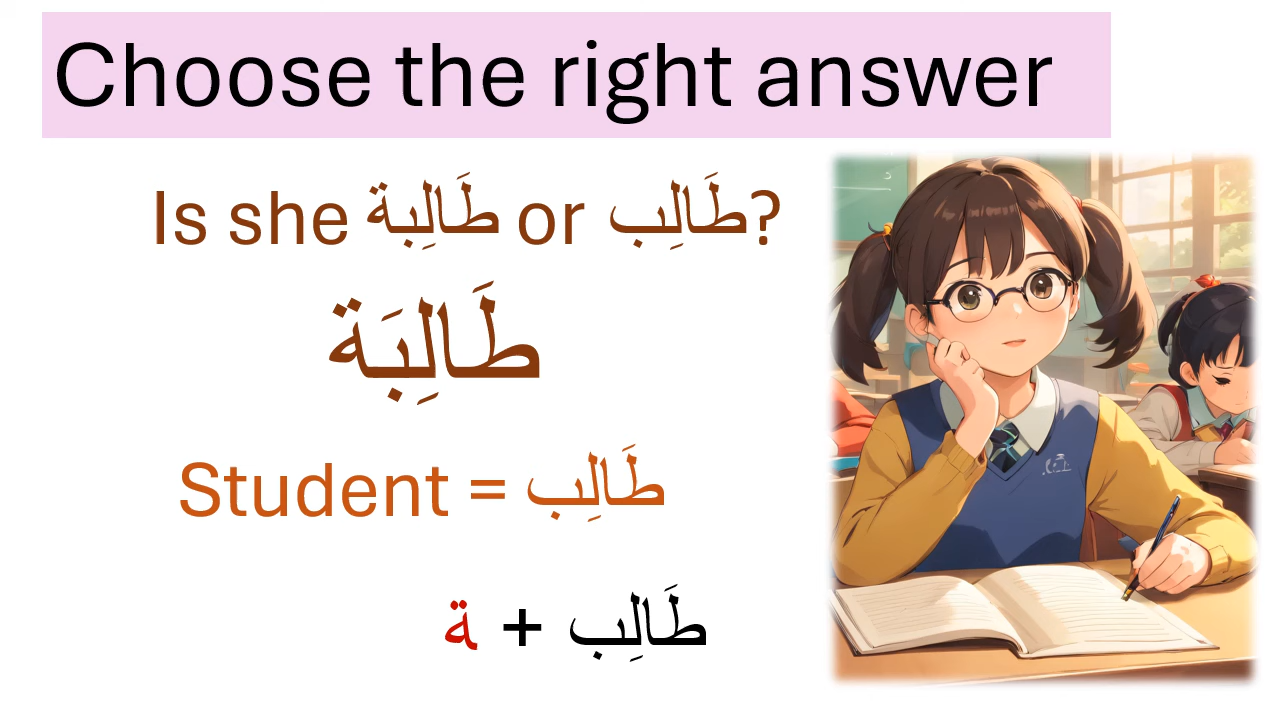 Choose the right answer
Is she طَالِبة or طَالِب?
طَالِبَة
Student = طَالِب
طَالِب + ة